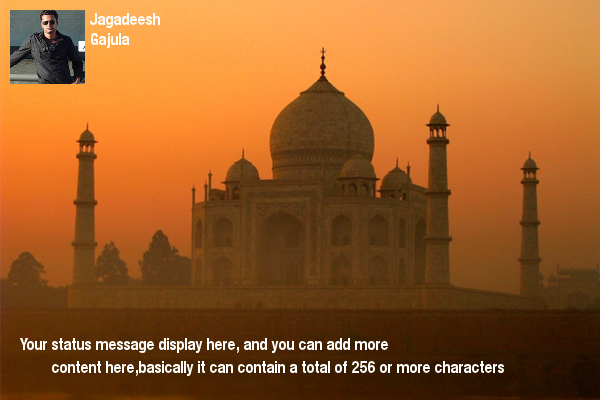 Jagadeesh
Gajula
Your status message display here, and you can add more
content here,basically it can contain a total of 256 or more characters